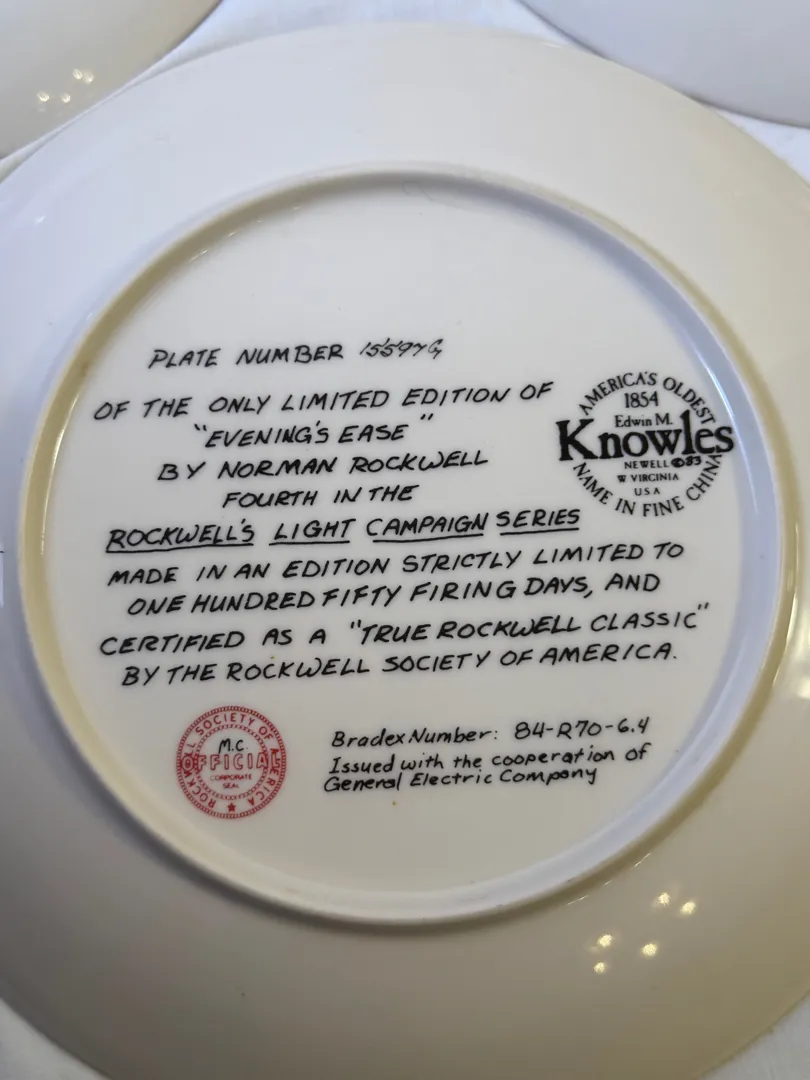 PLATE NUMBER 15597G
OF THE ONLY LIMITED EDITION OF
"EVENING'S EASE"
BY NORMAN ROCKWELL
FOURTH IN THE
ROCKWELL'S LIGHT CAMPAIGN SERIES
MADE IN AN EDITION STRICTLY LIMITED TO
ONE HUNDRED FIFTY FIRING DAYS, AND
CERTIFIED AS A "TRUE ROCKWELL CLASSIC"
BY THE ROCKWELL SOCIETY OF AMERICA.
AMERICA'S OLDEST
1854
Edwin M.
Knowles
NEWELL ©83
W VIRGINIA
U S A
NAME IN FINE CHINA
ROCKWELL SOCIETY OF AMERICA
M.C.
OFFICIAL
CORPORATE
SEAL
Bradex Number: 84-R70-6.4
Issued with the cooperation of
General Electric Company